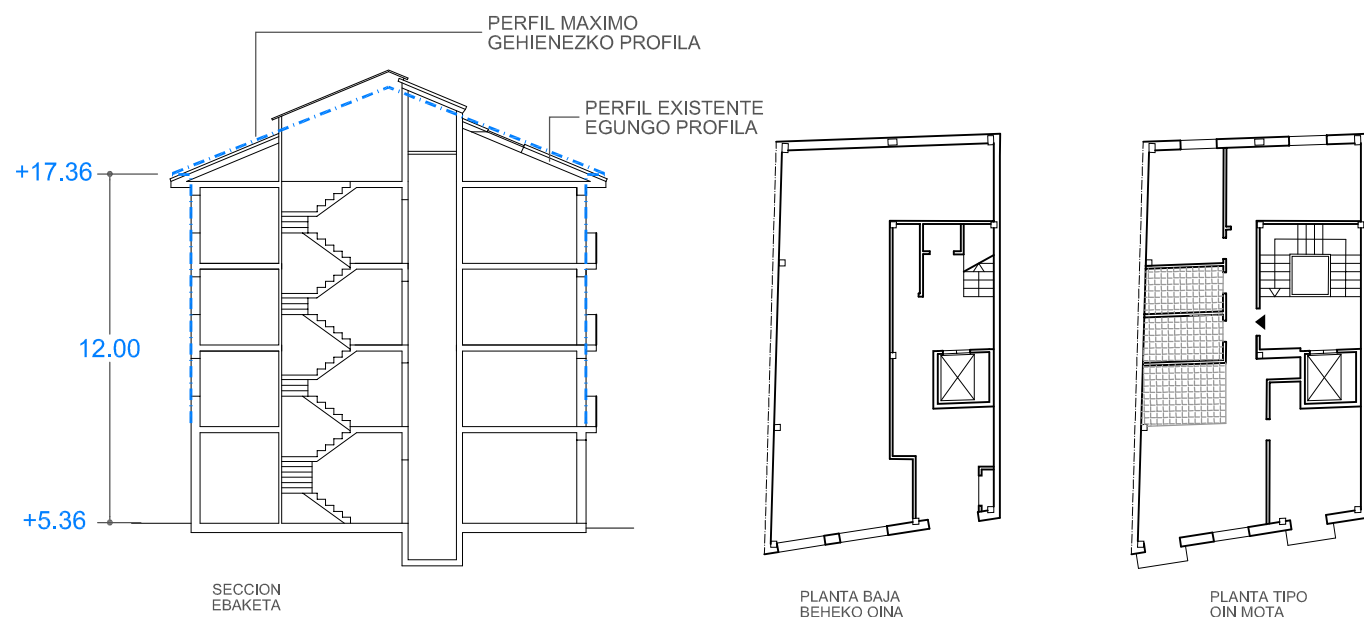 PERFIL MAXIMO
GEHIENEZKO PROFILA
PERFIL EXISTENTE
EGUNGO PROFILA
+17.36
12.00
+5.36
SECCION
EBAKETA
PLANTA BAJA
BEHEKO OINA
PLANTA TIPO
OIN MOTA